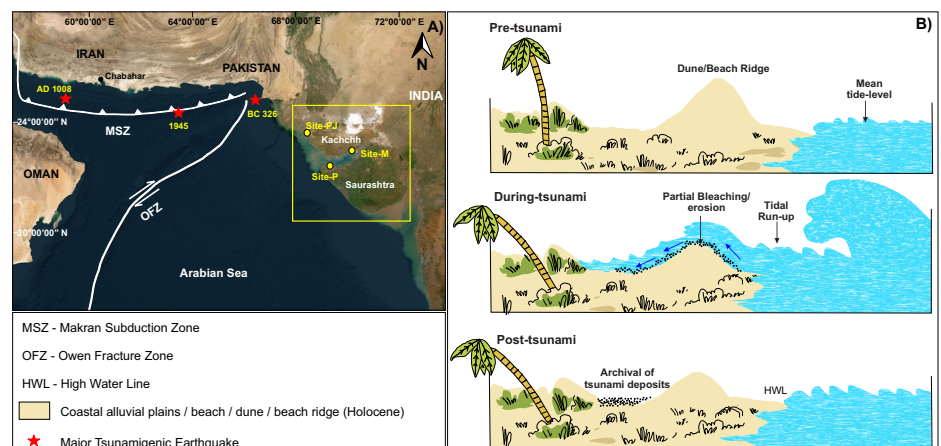 60°00'00" E
64°00'00" E
68°00'00" E
72°00'00" E
A)
N
IRAN
Chabahar
PAKISTAN
INDIA
AD 1008
1945
BC 326
24°00'00" N
MSZ
Site-PJ
Kachchh
Site-M
Site-P
Saurashtra
OMAN
OFZ
20°00'00" N
Arabian Sea
MSZ - Makran Subduction Zone
OFZ - Owen Fracture Zone
HWL - High Water Line
Coastal alluvial plains / beach / dune / beach ridge (Holocene)
Major Tsunamigenic Earthquake
B)
Pre-tsunami
Dune/Beach Ridge
Mean
tide-level
During-tsunami
Partial Bleaching/
erosion
Tidal
Run-up
Post-tsunami
Archival of
tsunami deposits
HWL